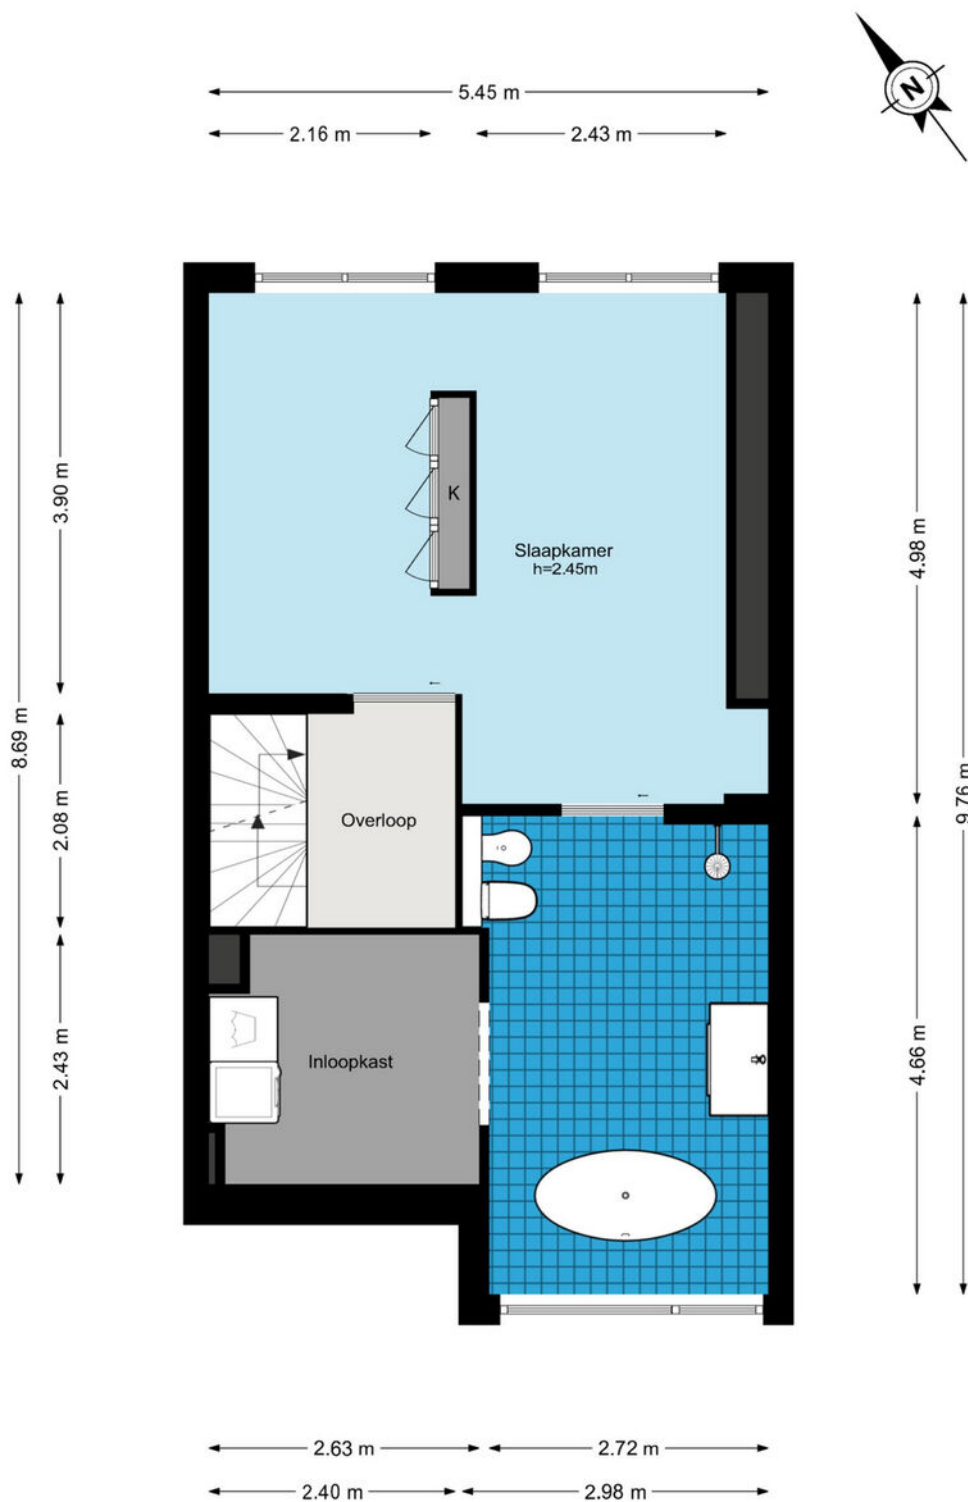 N
5.45 m
2.16 m
2.43 m
3.90 m
K
Slaapkamer
h=2.45m
4.98 m
8.69 m
9.76 m
2.08 m
Overloop
2.43 m
Inloopkast
4.66 m
2.63 m
2.72 m
2.40 m
2.98 m